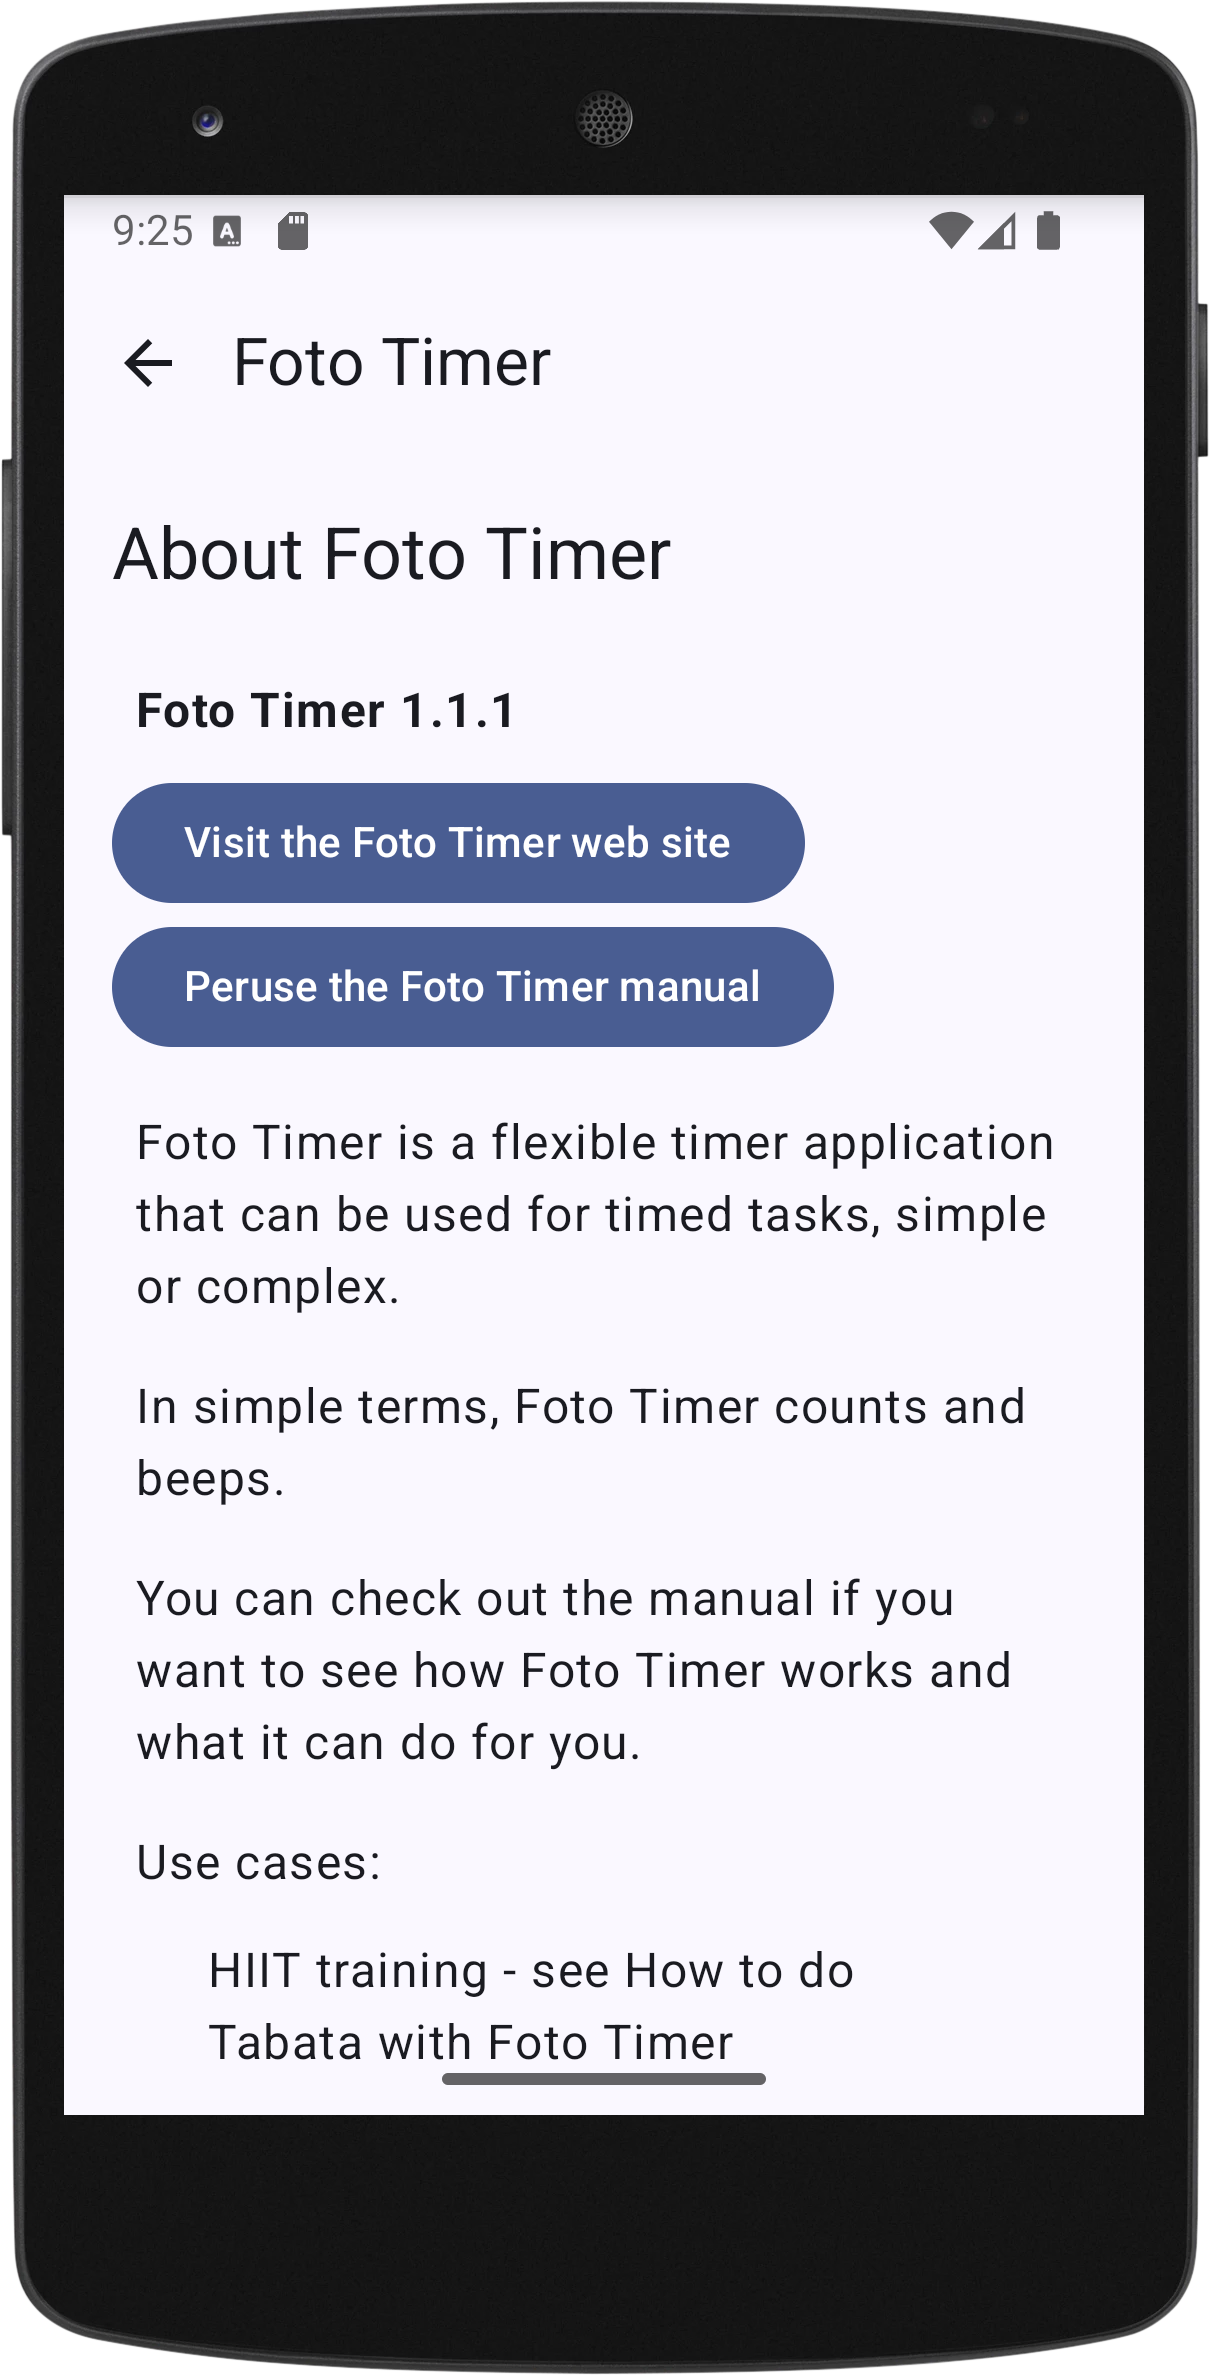 9:25
Foto Timer
About Foto Timer
Foto Timer 1.1.1
Visit the Foto Timer web site
Peruse the Foto Timer manual
Foto Timer is a flexible timer application
that can be used for timed tasks, simple
or complex.
In simple terms, Foto Timer counts and
beeps.
You can check out the manual if you
want to see how Foto Timer works and
what it can do for you.
Use cases:
HIIT training - see How to do
Tabata with Foto Timer